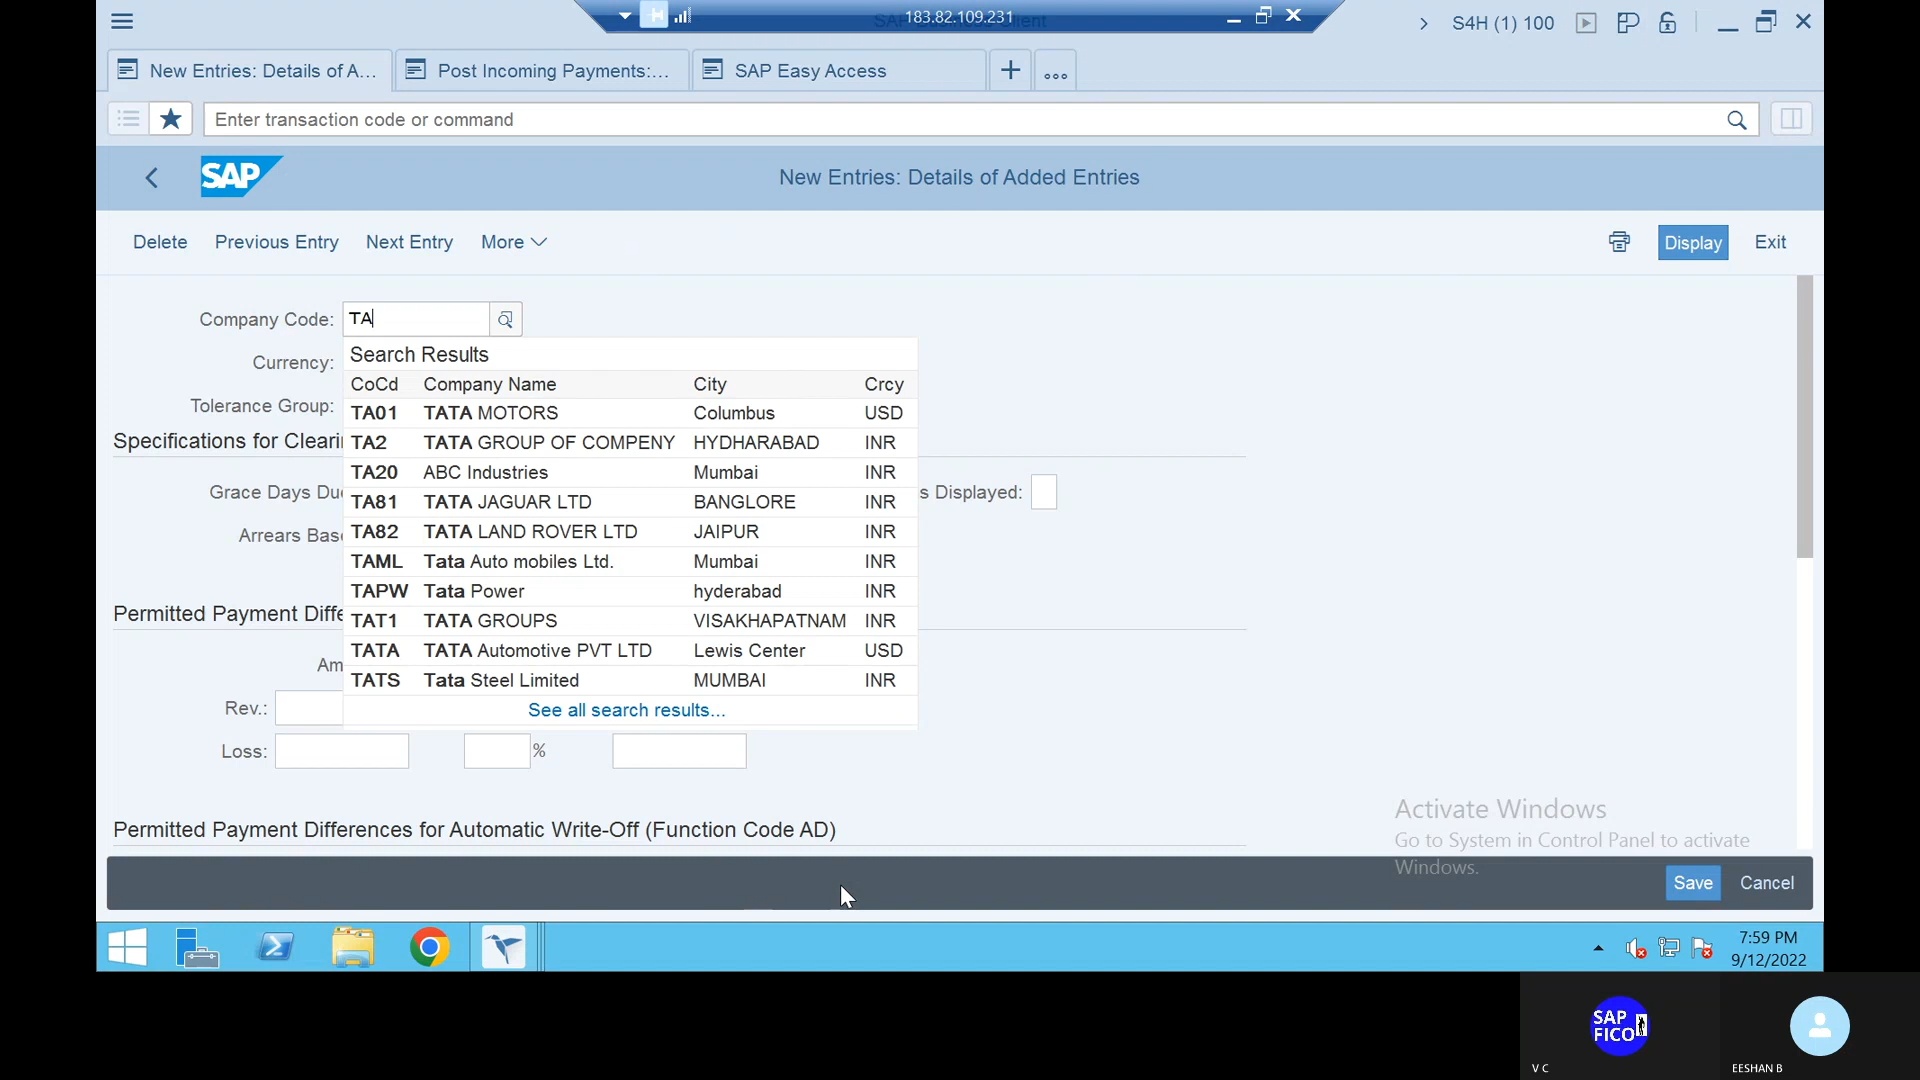 183.82.109.231
S4H (1) 100
New Entries: Details of A...
Post Incoming Payments:...
SAP Easy Access
Enter transaction code or command
SAP
New Entries: Details of Added Entries
Delete
Previous Entry
Next Entry
More
Display
Exit
Company Code: TA
Search Results
CoCd Company Name City Crcy
TA01 TATA MOTORS Columbus USD
TA2 TATA GROUP OF COMPENY HYDHARABAD INR
TA20 ABC Industries Mumbai INR
TA81 TATA JAGUAR LTD BANGLORE INR
TA82 TATA LAND ROVER LTD JAIPUR INR
TAML Tata Auto mobiles Ltd. Mumbai INR
TAPW Tata Power hyderabad INR
TAT1 TATA GROUPS VISAKHAPATNAM INR
TATA TATA Automotive PVT LTD Lewis Center USD
TATS Tata Steel Limited MUMBAI INR
See all search results...
Currency:
Tolerance Group:
Specifications for Cleari
Grace Days Du
s Displayed:
Arrears Bas
Permitted Payment Diffe
Am
Rev.:
Loss:
%
Permitted Payment Differences for Automatic Write-Off (Function Code AD)
Activate Windows
Go to System in Control Panel to activate
Windows.
Save
Cancel
7:59 PM
9/12/2022
SAP
FICO
V C
EESHAN B